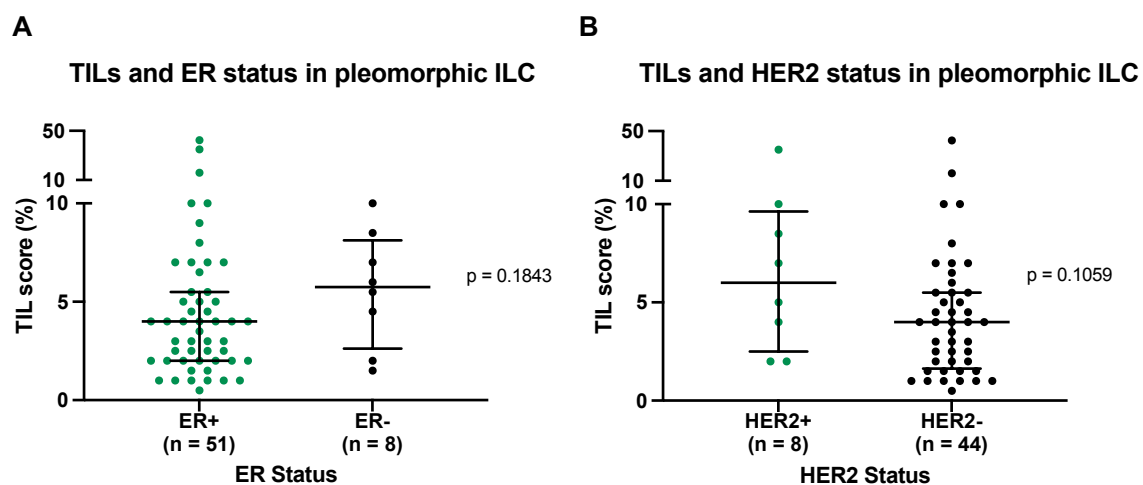 A
TILs and ER status in pleomorphic ILC
50
10
10
5
0
TIL score (%)
p = 0.1843
ER+
(n = 51)
ER-
(n = 8)
ER Status
B
TILs and HER2 status in pleomorphic ILC
50
10
10
5
0
TIL score (%)
p = 0.1059
HER2+
(n = 8)
HER2-
(n = 44)
HER2 Status